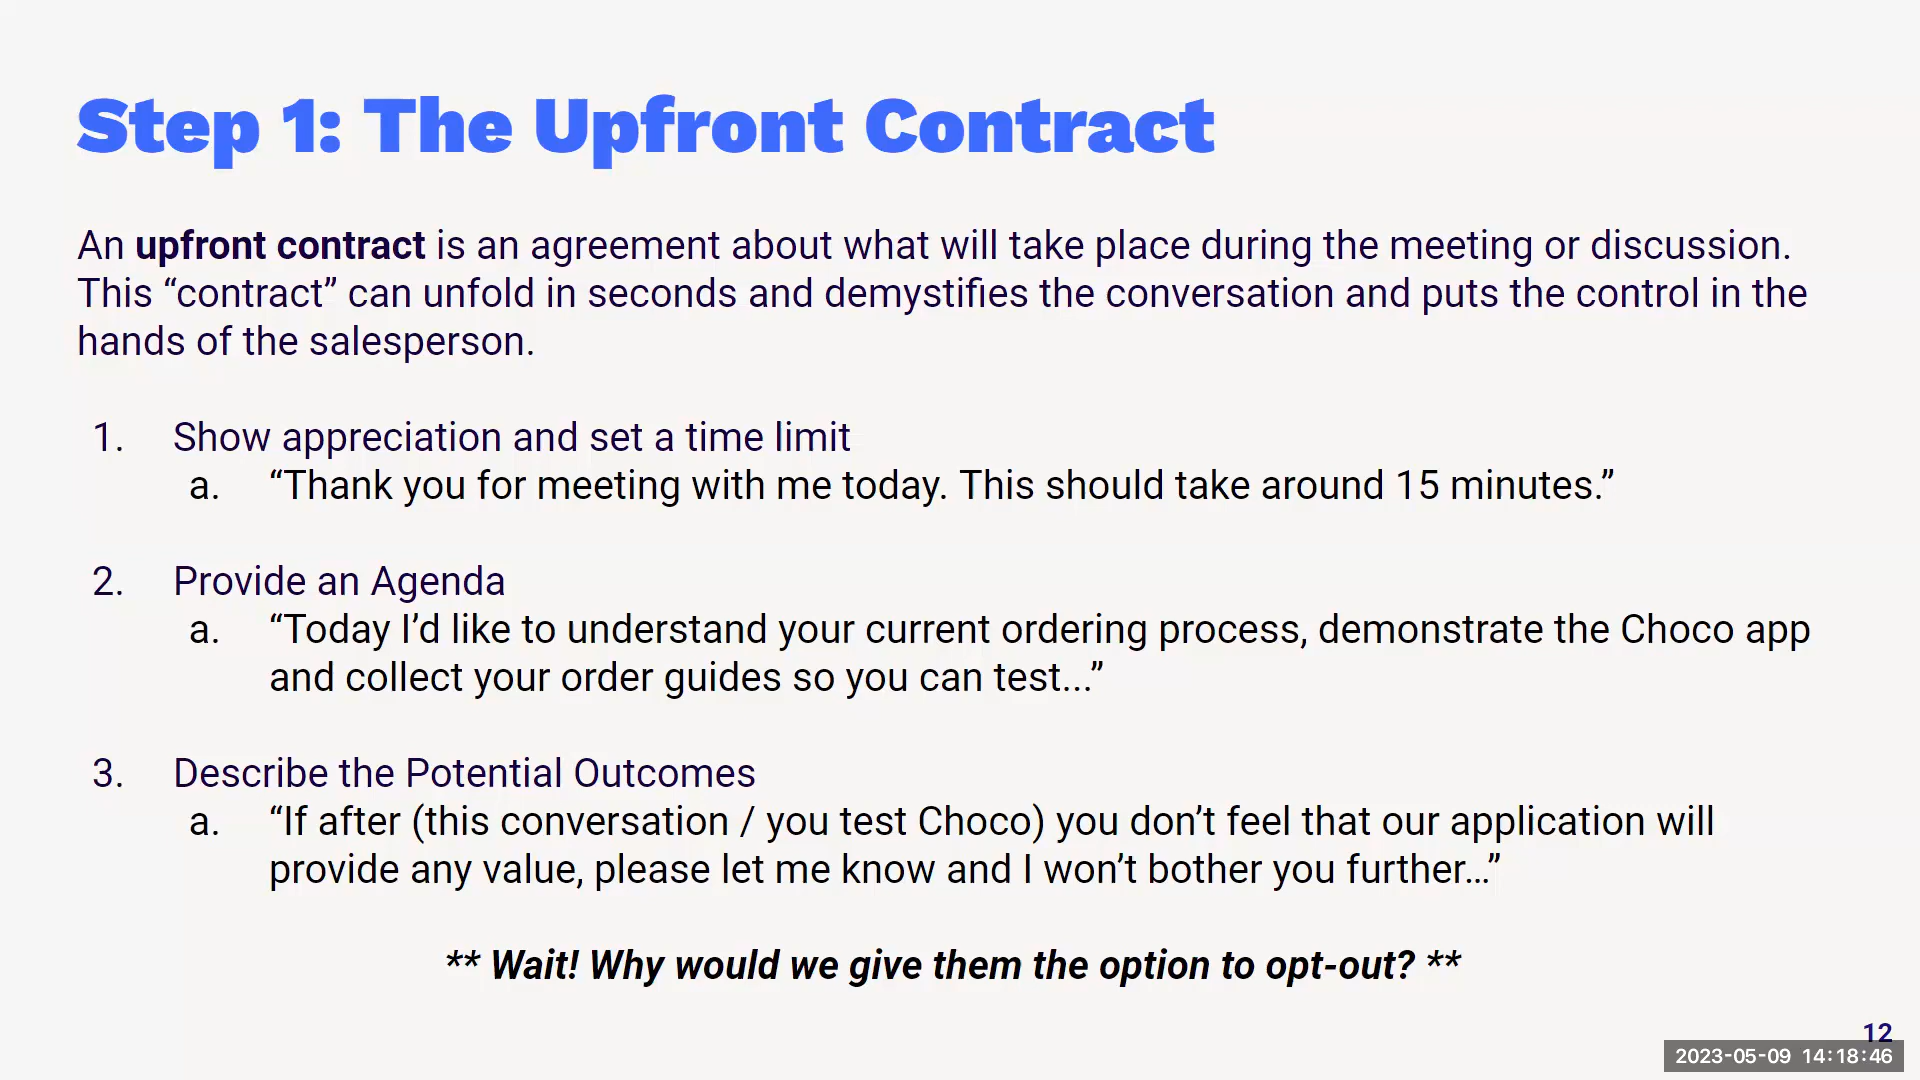 Step 1: The Upfront Contract
An upfront contract is an agreement about what will take place during the meeting or discussion.
This “contract” can unfold in seconds and demystifies the conversation and puts the control in the
hands of the salesperson.
1. Show appreciation and set a time limit
a. “Thank you for meeting with me today. This should take around 15 minutes.”
2. Provide an Agenda
a. “Today I’d like to understand your current ordering process, demonstrate the Choco app
and collect your order guides so you can test...”
3. Describe the Potential Outcomes
a. “If after (this conversation / you test Choco) you don’t feel that our application will
provide any value, please let me know and I won’t bother you further…”
** Wait! Why would we give them the option to opt-out? **
12
2023-05-09 14:18:46